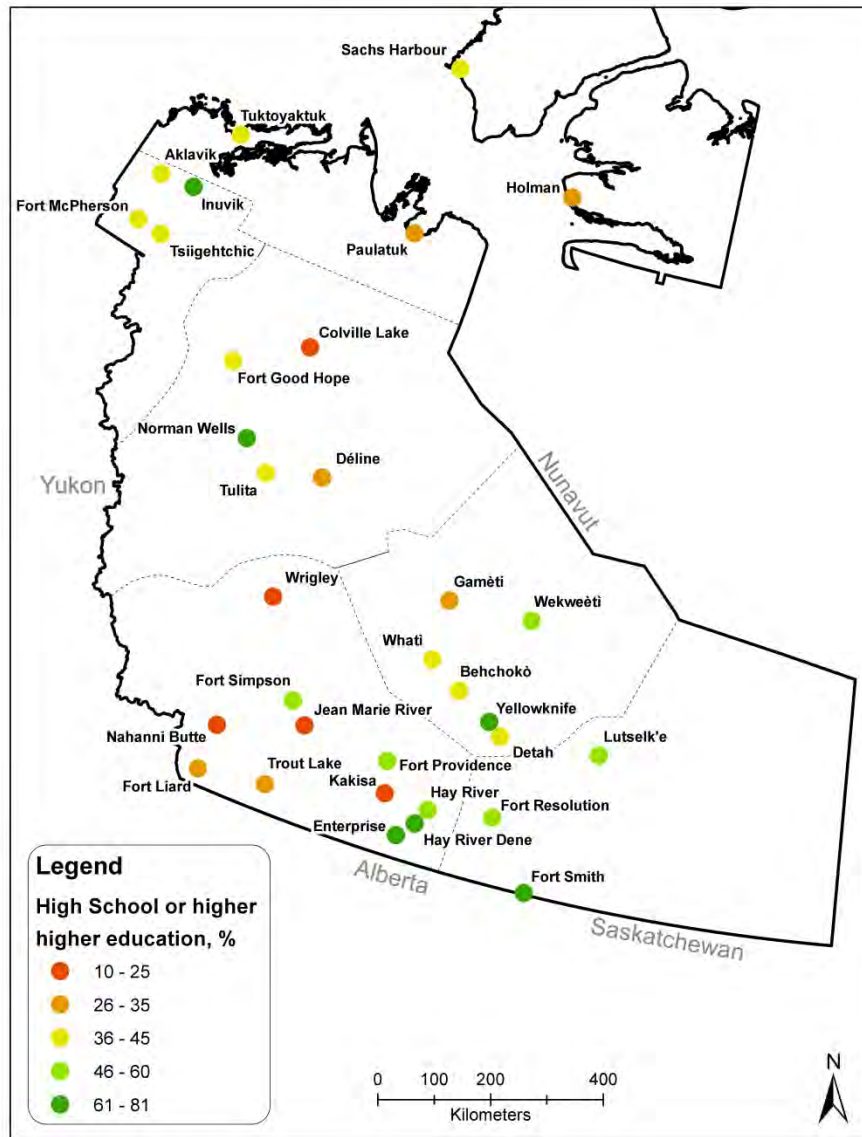 Sachs Harbour
Tuktoyaktuk
Aklavik
Holman
Inuvik
Fort McPherson
Paulatuk
Tsiigehtchic
Colville Lake
Fort Good Hope
Norman Wells
Déline
Nunavut
Yukon
Tulita
Wrigley
Gamètì
Wekweètì
Whatì
Behchokò
Fort Simpson
Jean Marie River
Yellowknife
Nahanni Butte
Lutselk'e
Detah
Trout Lake
Fort Providence
Fort Liard
Kakisa
Hay River
Fort Resolution
Enterprise
Hay River Dene
Alberta
Fort Smith
Saskatchewan
Legend
High School or higher
higher education, %
10 - 25
26 - 35
36 - 45
46 - 60
61 - 81
0 100 200 400
Kilometers
N